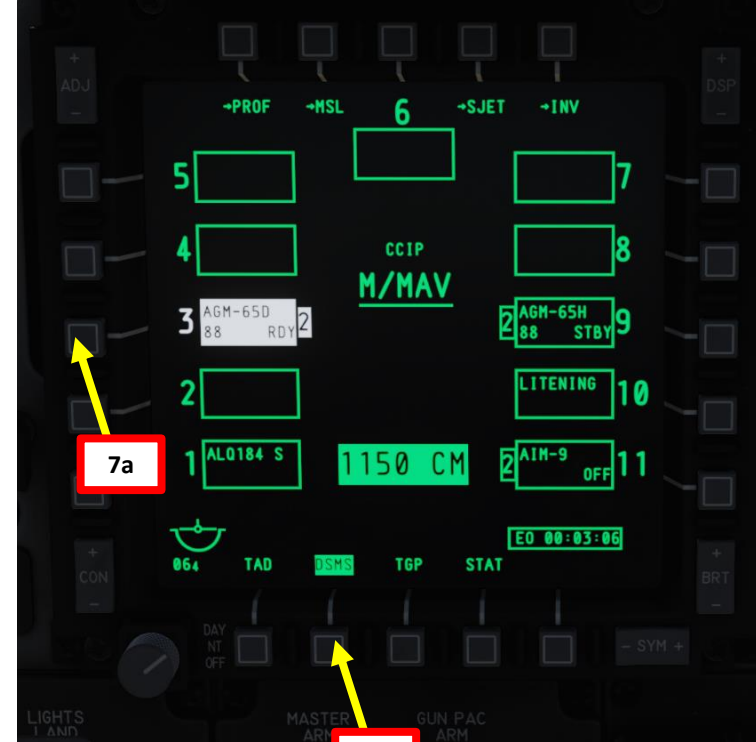 +
ADJ
-
+
DSP
-
→PROF →MSL 6 →SJET →INV
5
7
4
8
CCIP
M/MAV
3 AGM-65D
88 RDY 2
2 AGM-65H
88 STBY 9
2
LITENING 10
7a
1 ALQ184 S
1150 CM
2 AIM-9
OFF 11
EO 00:03:06
064 TAD DSMS TGP STAT
+
CON
-
+
BRT
-
DAY
NT
OFF
- SYM +
LIGHTS
LAND
MASTER
ARM
GUN PAC
ARM